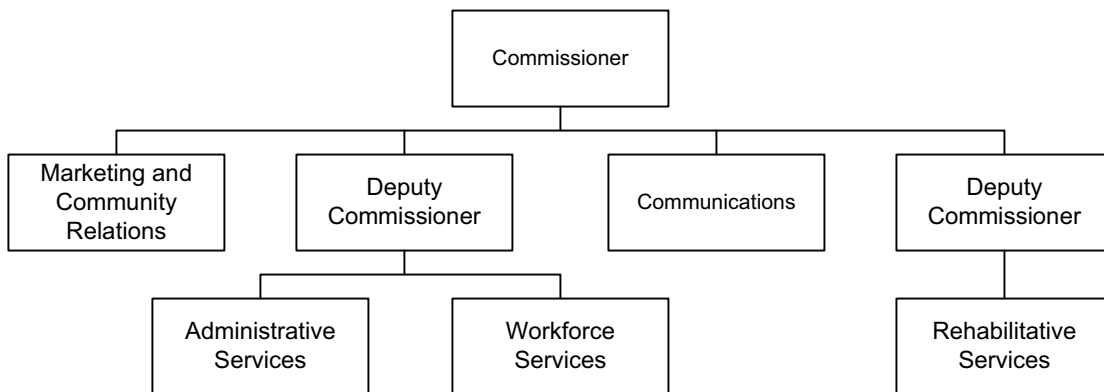 Commissioner
Marketing and
Community
Relations
Deputy
Commissioner
Communications
Deputy
Commissioner
Administrative
Services
Workforce
Services
Rehabilitative
Services